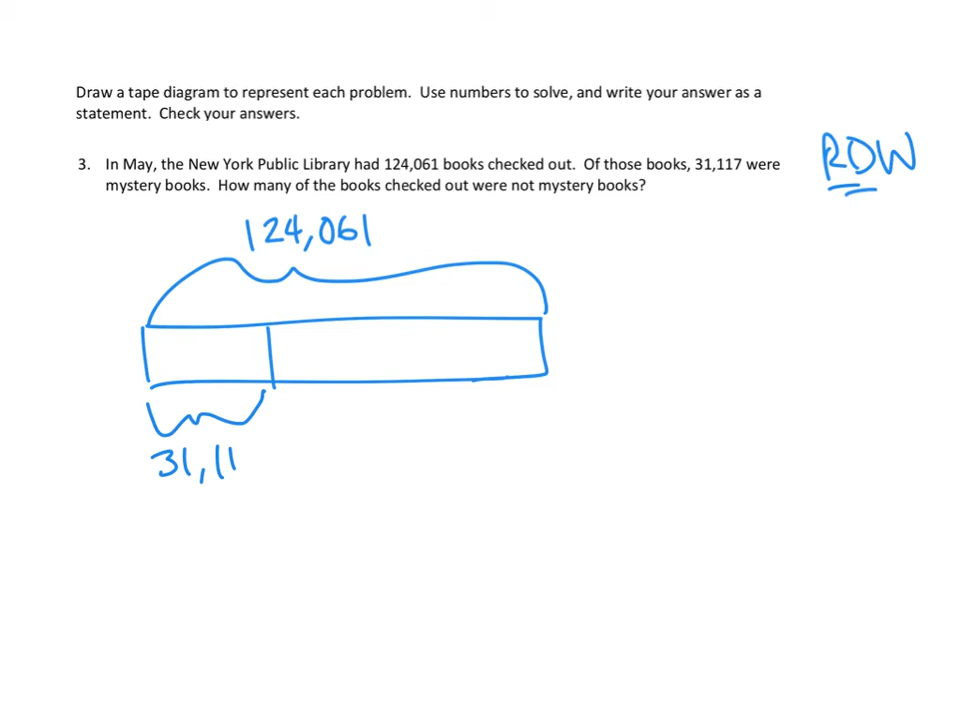 Draw a tape diagram to represent each problem. Use numbers to solve, and write your answer as a
statement. Check your answers.
3. In May, the New York Public Library had 124,061 books checked out. Of those books, 31,117 were
mystery books. How many of the books checked out were not mystery books?
RDW
124,061
31,11